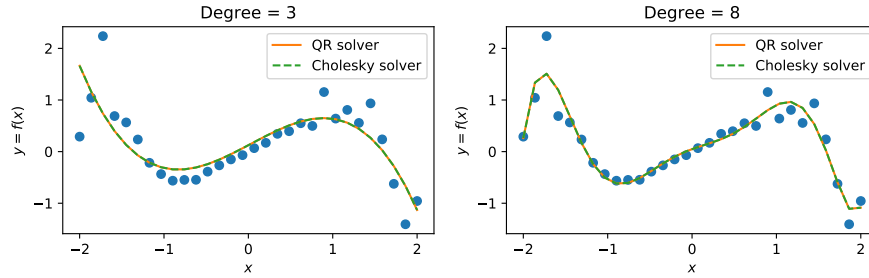 Degree = 3
QR solver
Cholesky solver
y = f(x)
2
1
0
−1
−2
−1
0
1
2
x
Degree = 8
QR solver
Cholesky solver
y = f(x)
2
1
0
−1
−2
−1
0
1
2
x